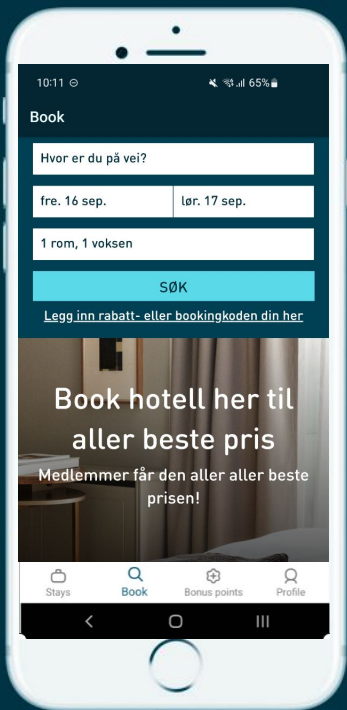 10:11
65%
Book
Hvor er du på vei?
fre. 16 sep.
lør. 17 sep.
1 rom, 1 voksen
SØK
Legg inn rabatt- eller bookingkoden din her
Book hotell her til
aller beste pris
Medlemmer får den aller aller beste
prisen!
Stays
Book
Bonus points
Profile